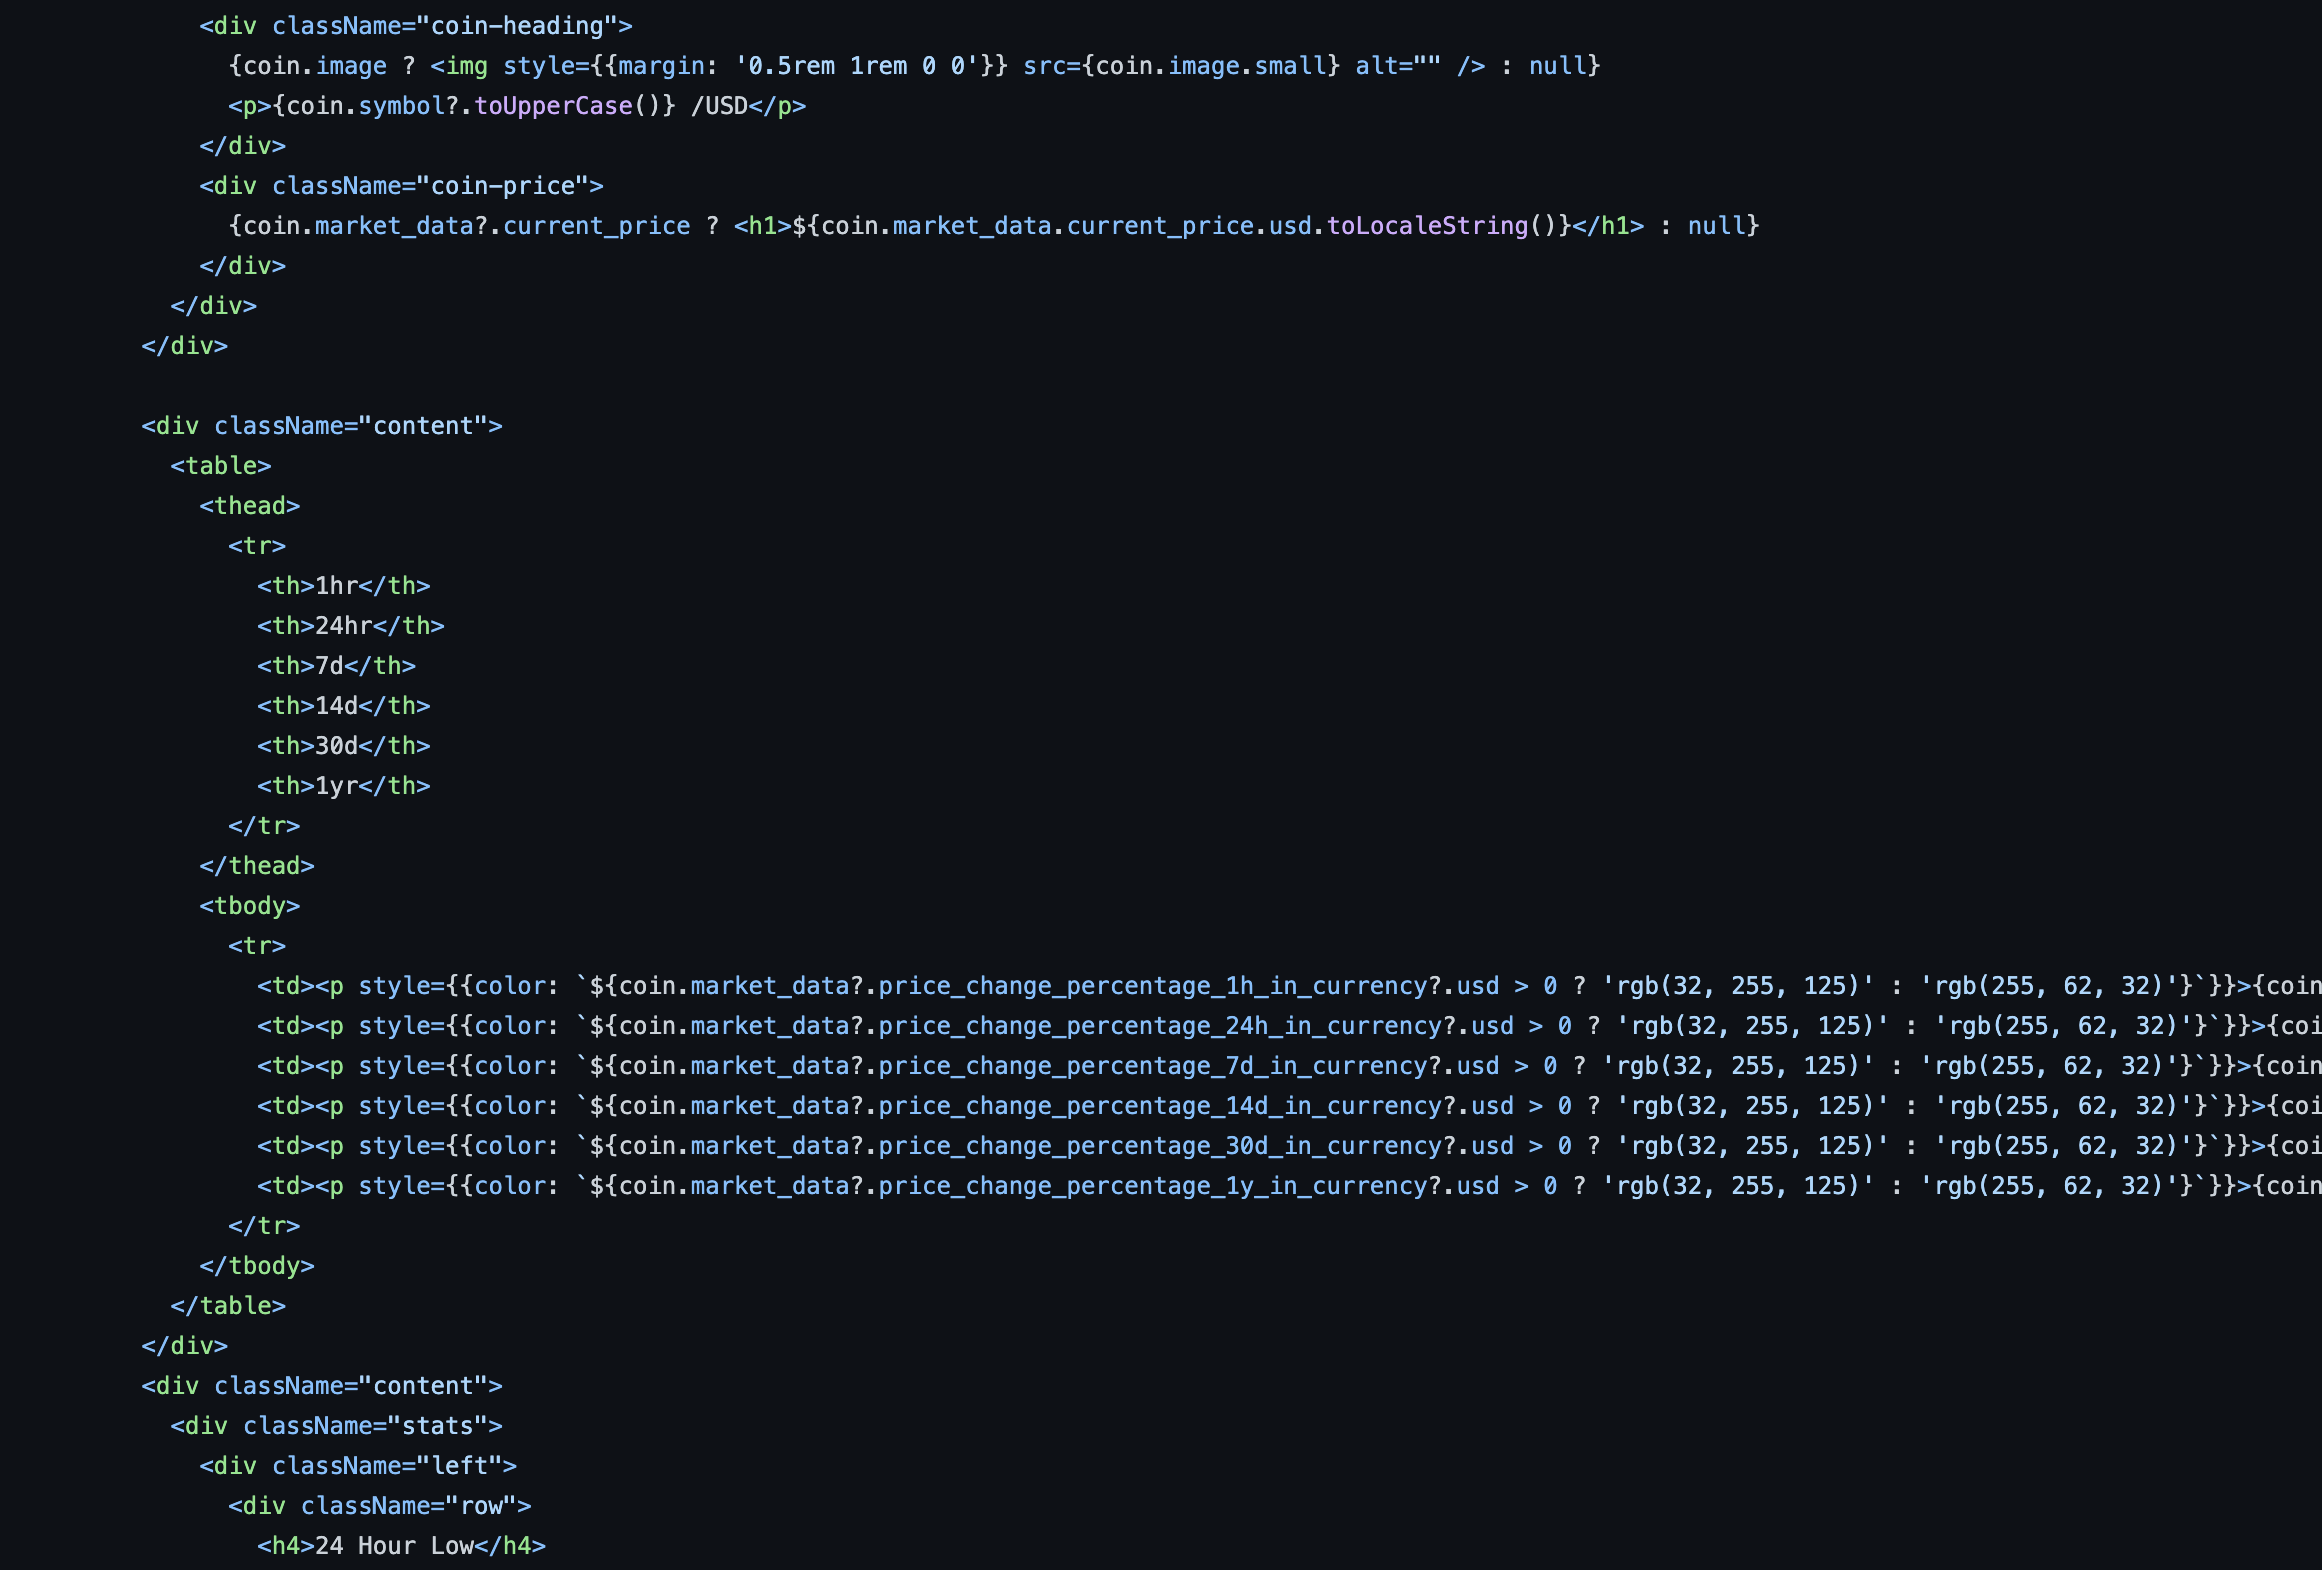 <div className="coin-heading">
{coin.image ? <img style={{margin: '0.5rem 1rem 0 0'}} src={coin.image.small} alt="" /> : null}
<p>{coin.symbol?.toUpperCase()} /USD</p>
</div>
<div className="coin-price">
{coin.market_data?.current_price ? <h1>${coin.market_data.current_price.usd.toLocaleString()}</h1> : null}
</div>
</div>
</div>
<div className="content">
<table>
<thead>
<tr>
<th>1hr</th>
<th>24hr</th>
<th>7d</th>
<th>14d</th>
<th>30d</th>
<th>1yr</th>
</tr>
</thead>
<tbody>
<tr>
<td><p style={{color: `${coin.market_data?.price_change_percentage_1h_in_currency?.usd > 0 ? 'rgb(32, 255, 125)' : 'rgb(255, 62, 32)'}`}}>{coin
<td><p style={{color: `${coin.market_data?.price_change_percentage_24h_in_currency?.usd > 0 ? 'rgb(32, 255, 125)' : 'rgb(255, 62, 32)'}`}}>{coi
<td><p style={{color: `${coin.market_data?.price_change_percentage_7d_in_currency?.usd > 0 ? 'rgb(32, 255, 125)' : 'rgb(255, 62, 32)'}`}}>{coin
<td><p style={{color: `${coin.market_data?.price_change_percentage_14d_in_currency?.usd > 0 ? 'rgb(32, 255, 125)' : 'rgb(255, 62, 32)'}`}}>{coi
<td><p style={{color: `${coin.market_data?.price_change_percentage_30d_in_currency?.usd > 0 ? 'rgb(32, 255, 125)' : 'rgb(255, 62, 32)'}`}}>{coi
<td><p style={{color: `${coin.market_data?.price_change_percentage_1y_in_currency?.usd > 0 ? 'rgb(32, 255, 125)' : 'rgb(255, 62, 32)'}`}}>{coin
</tr>
</tbody>
</table>
</div>
<div className="content">
<div className="stats">
<div className="left">
<div className="row">
<h4>24 Hour Low</h4>